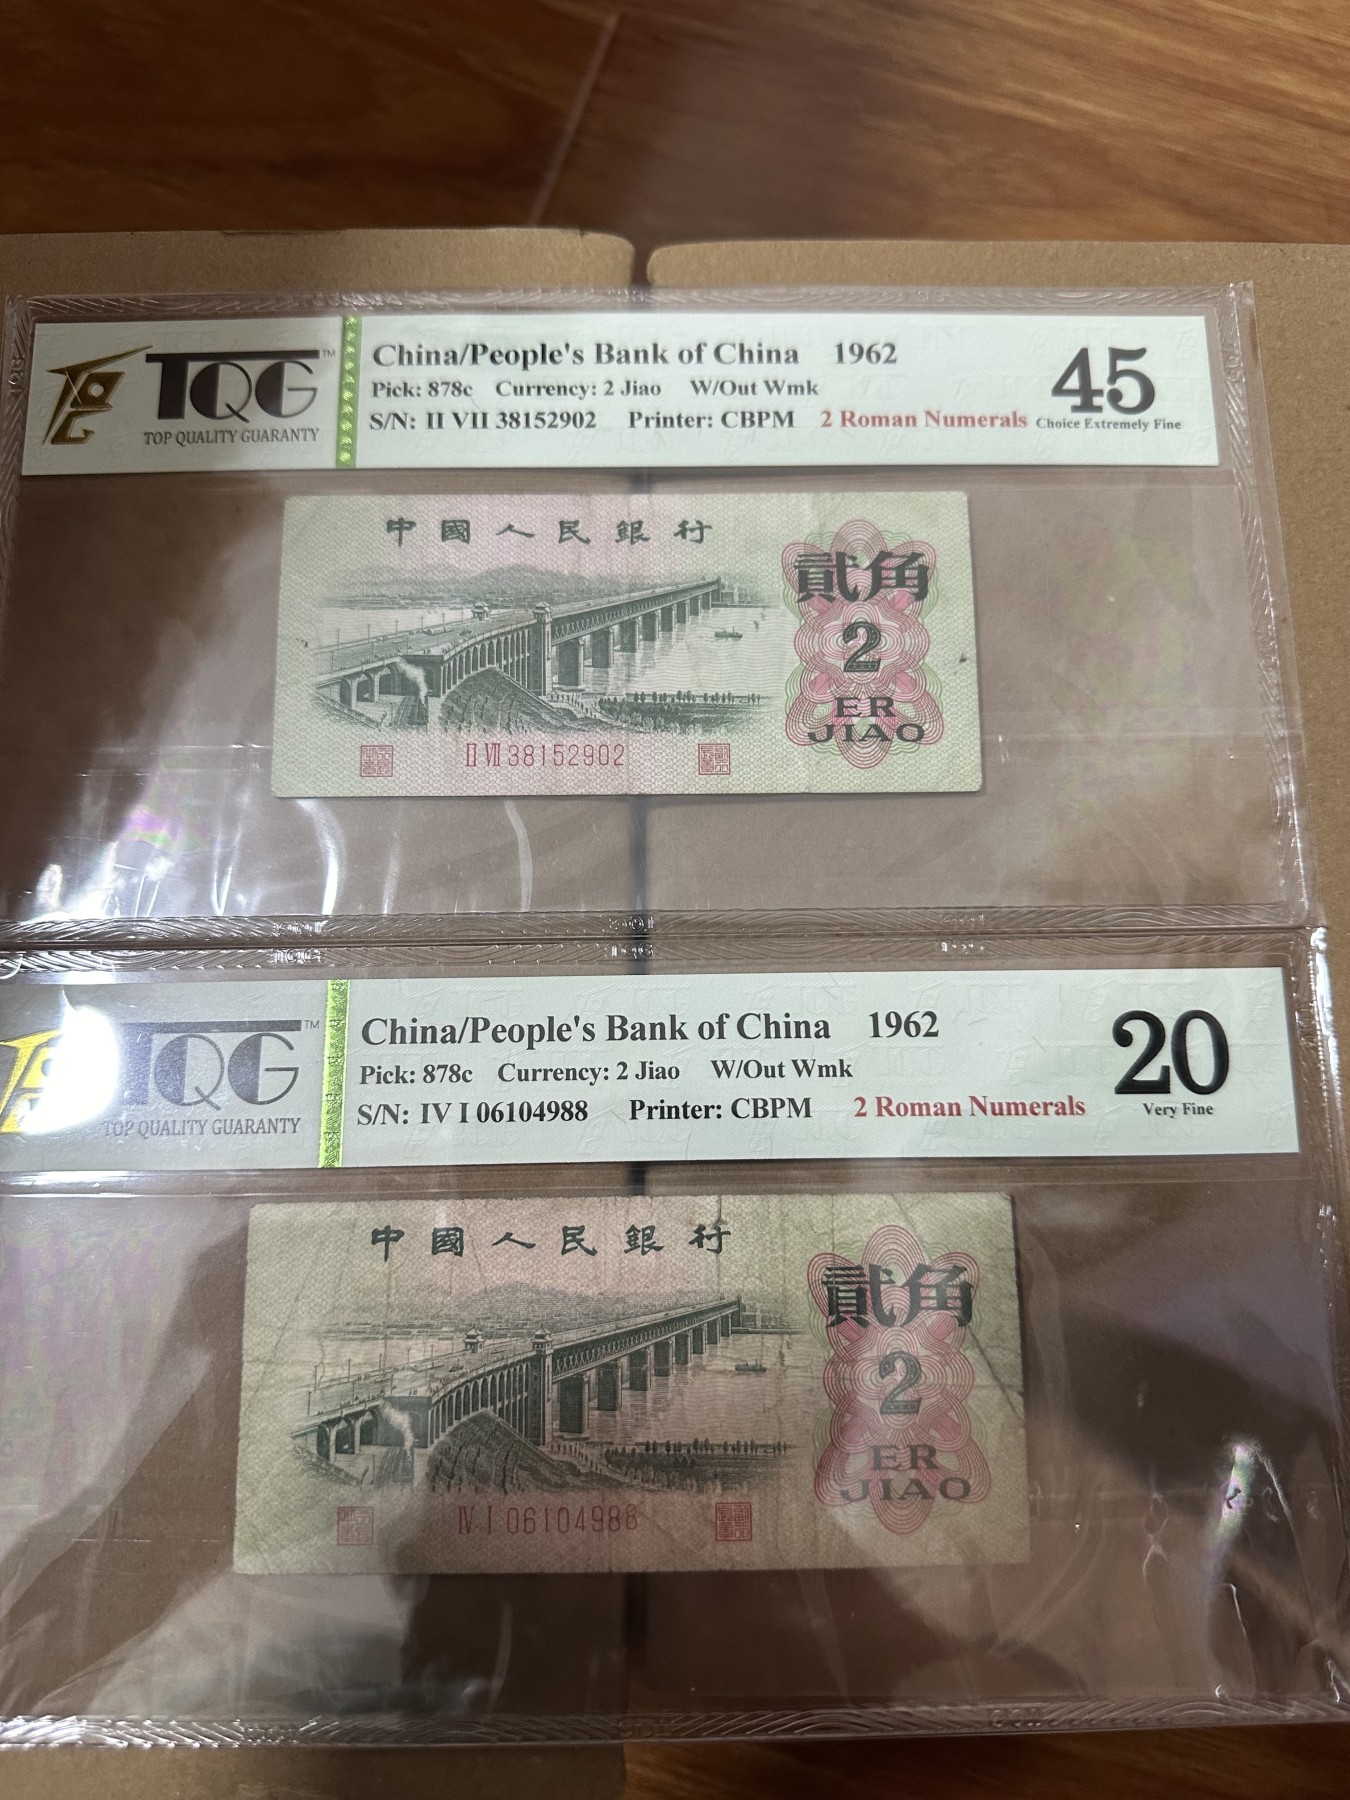 TQG™
TOP QUALITY GUARANTY
China/People's Bank of China 1962
Pick: 878c Currency: 2 Jiao W/Out Wmk
S/N: II VII 38152902 Printer: CBPM 2 Roman Numerals
45
Choice Extremely Fine
中國人民銀行
貳角
2
ER
JIAO
II VII 38152902
TQG™
TOP QUALITY GUARANTY
China/People's Bank of China 1962
Pick: 878c Currency: 2 Jiao W/Out Wmk
S/N: IV I 06104988 Printer: CBPM 2 Roman Numerals
20
Very Fine
中國人民銀行
貳角
2
ER
JIAO
IV I 06104988